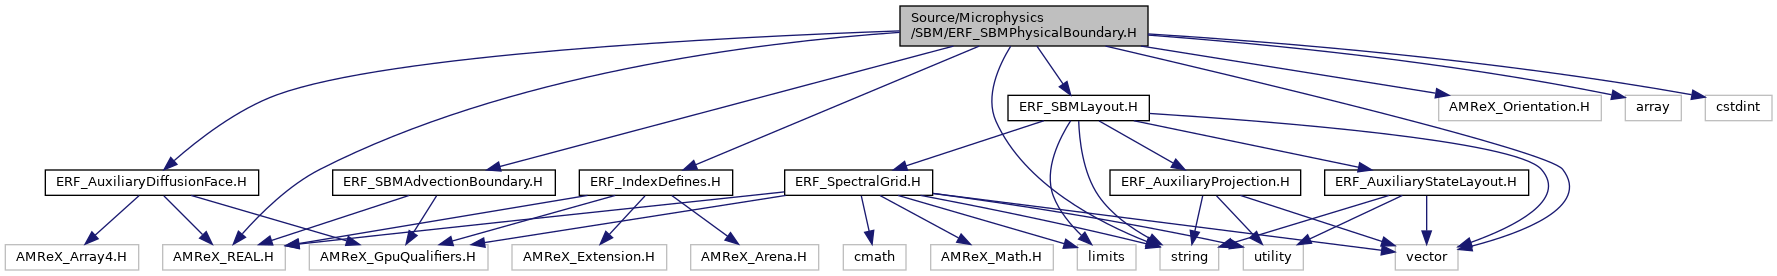 Source/Microphysics
/SBM/ERF_SBMPhysicalBoundary.H
ERF_SBMLayout.H
AMReX_Orientation.H
array
cstdint
ERF_AuxiliaryDiffusionFace.H
ERF_SBMAdvectionBoundary.H
ERF_IndexDefines.H
ERF_SpectralGrid.H
ERF_AuxiliaryProjection.H
ERF_AuxiliaryStateLayout.H
AMReX_Array4.H
AMReX_REAL.H
AMReX_GpuQualifiers.H
AMReX_Extension.H
AMReX_Arena.H
cmath
AMReX_Math.H
limits
string
utility
vector